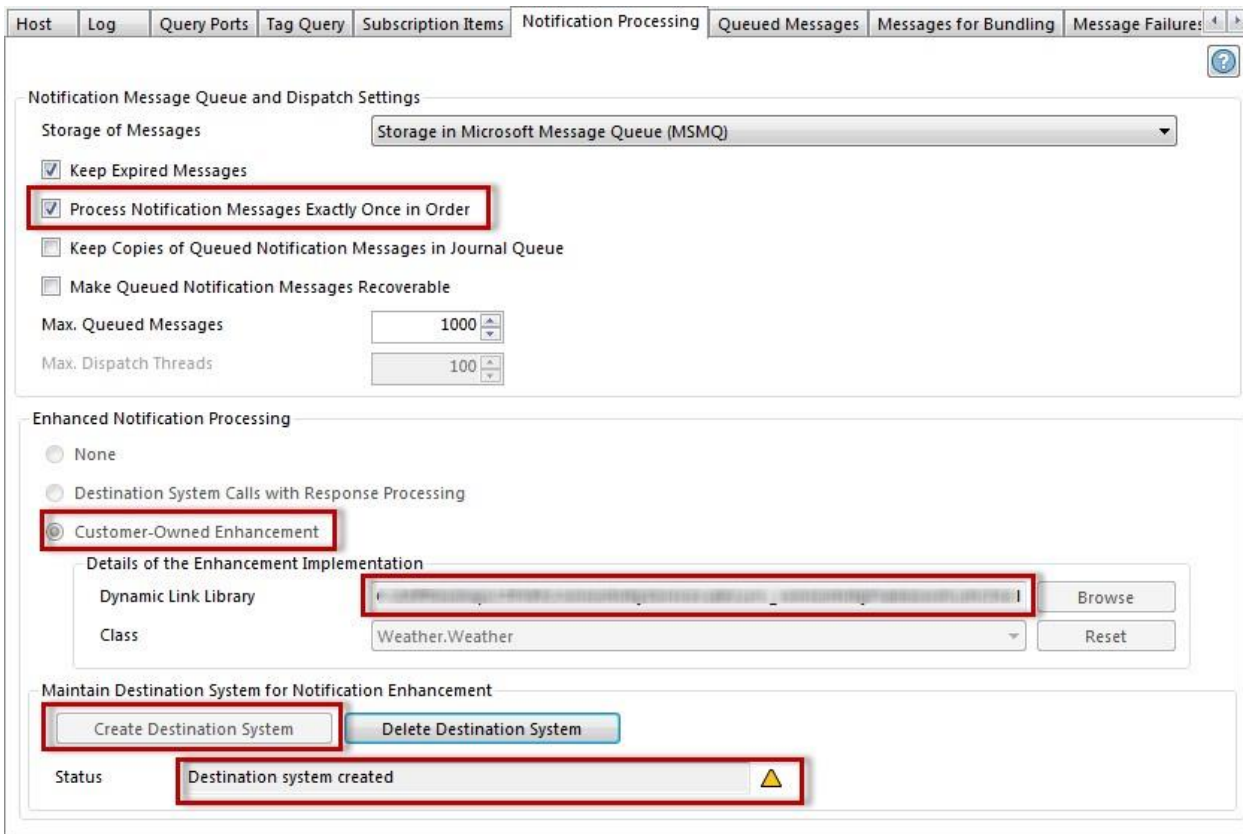 Host Log Query Ports Tag Query Subscription Items Notification Processing Queued Messages Messages for Bundling Message Failures
Notification Message Queue and Dispatch Settings
Storage of Messages Storage in Microsoft Message Queue (MSMQ)
Keep Expired Messages
Process Notification Messages Exactly Once in Order
Keep Copies of Queued Notification Messages in Journal Queue
Make Queued Notification Messages Recoverable
Max. Queued Messages 1000
Max. Dispatch Threads 100
Enhanced Notification Processing
None
Destination System Calls with Response Processing
Customer-Owned Enhancement
Details of the Enhancement Implementation
Dynamic Link Library Browse
Class Weather.Weather Reset
Maintain Destination System for Notification Enhancement
Create Destination System Delete Destination System
Status Destination system created